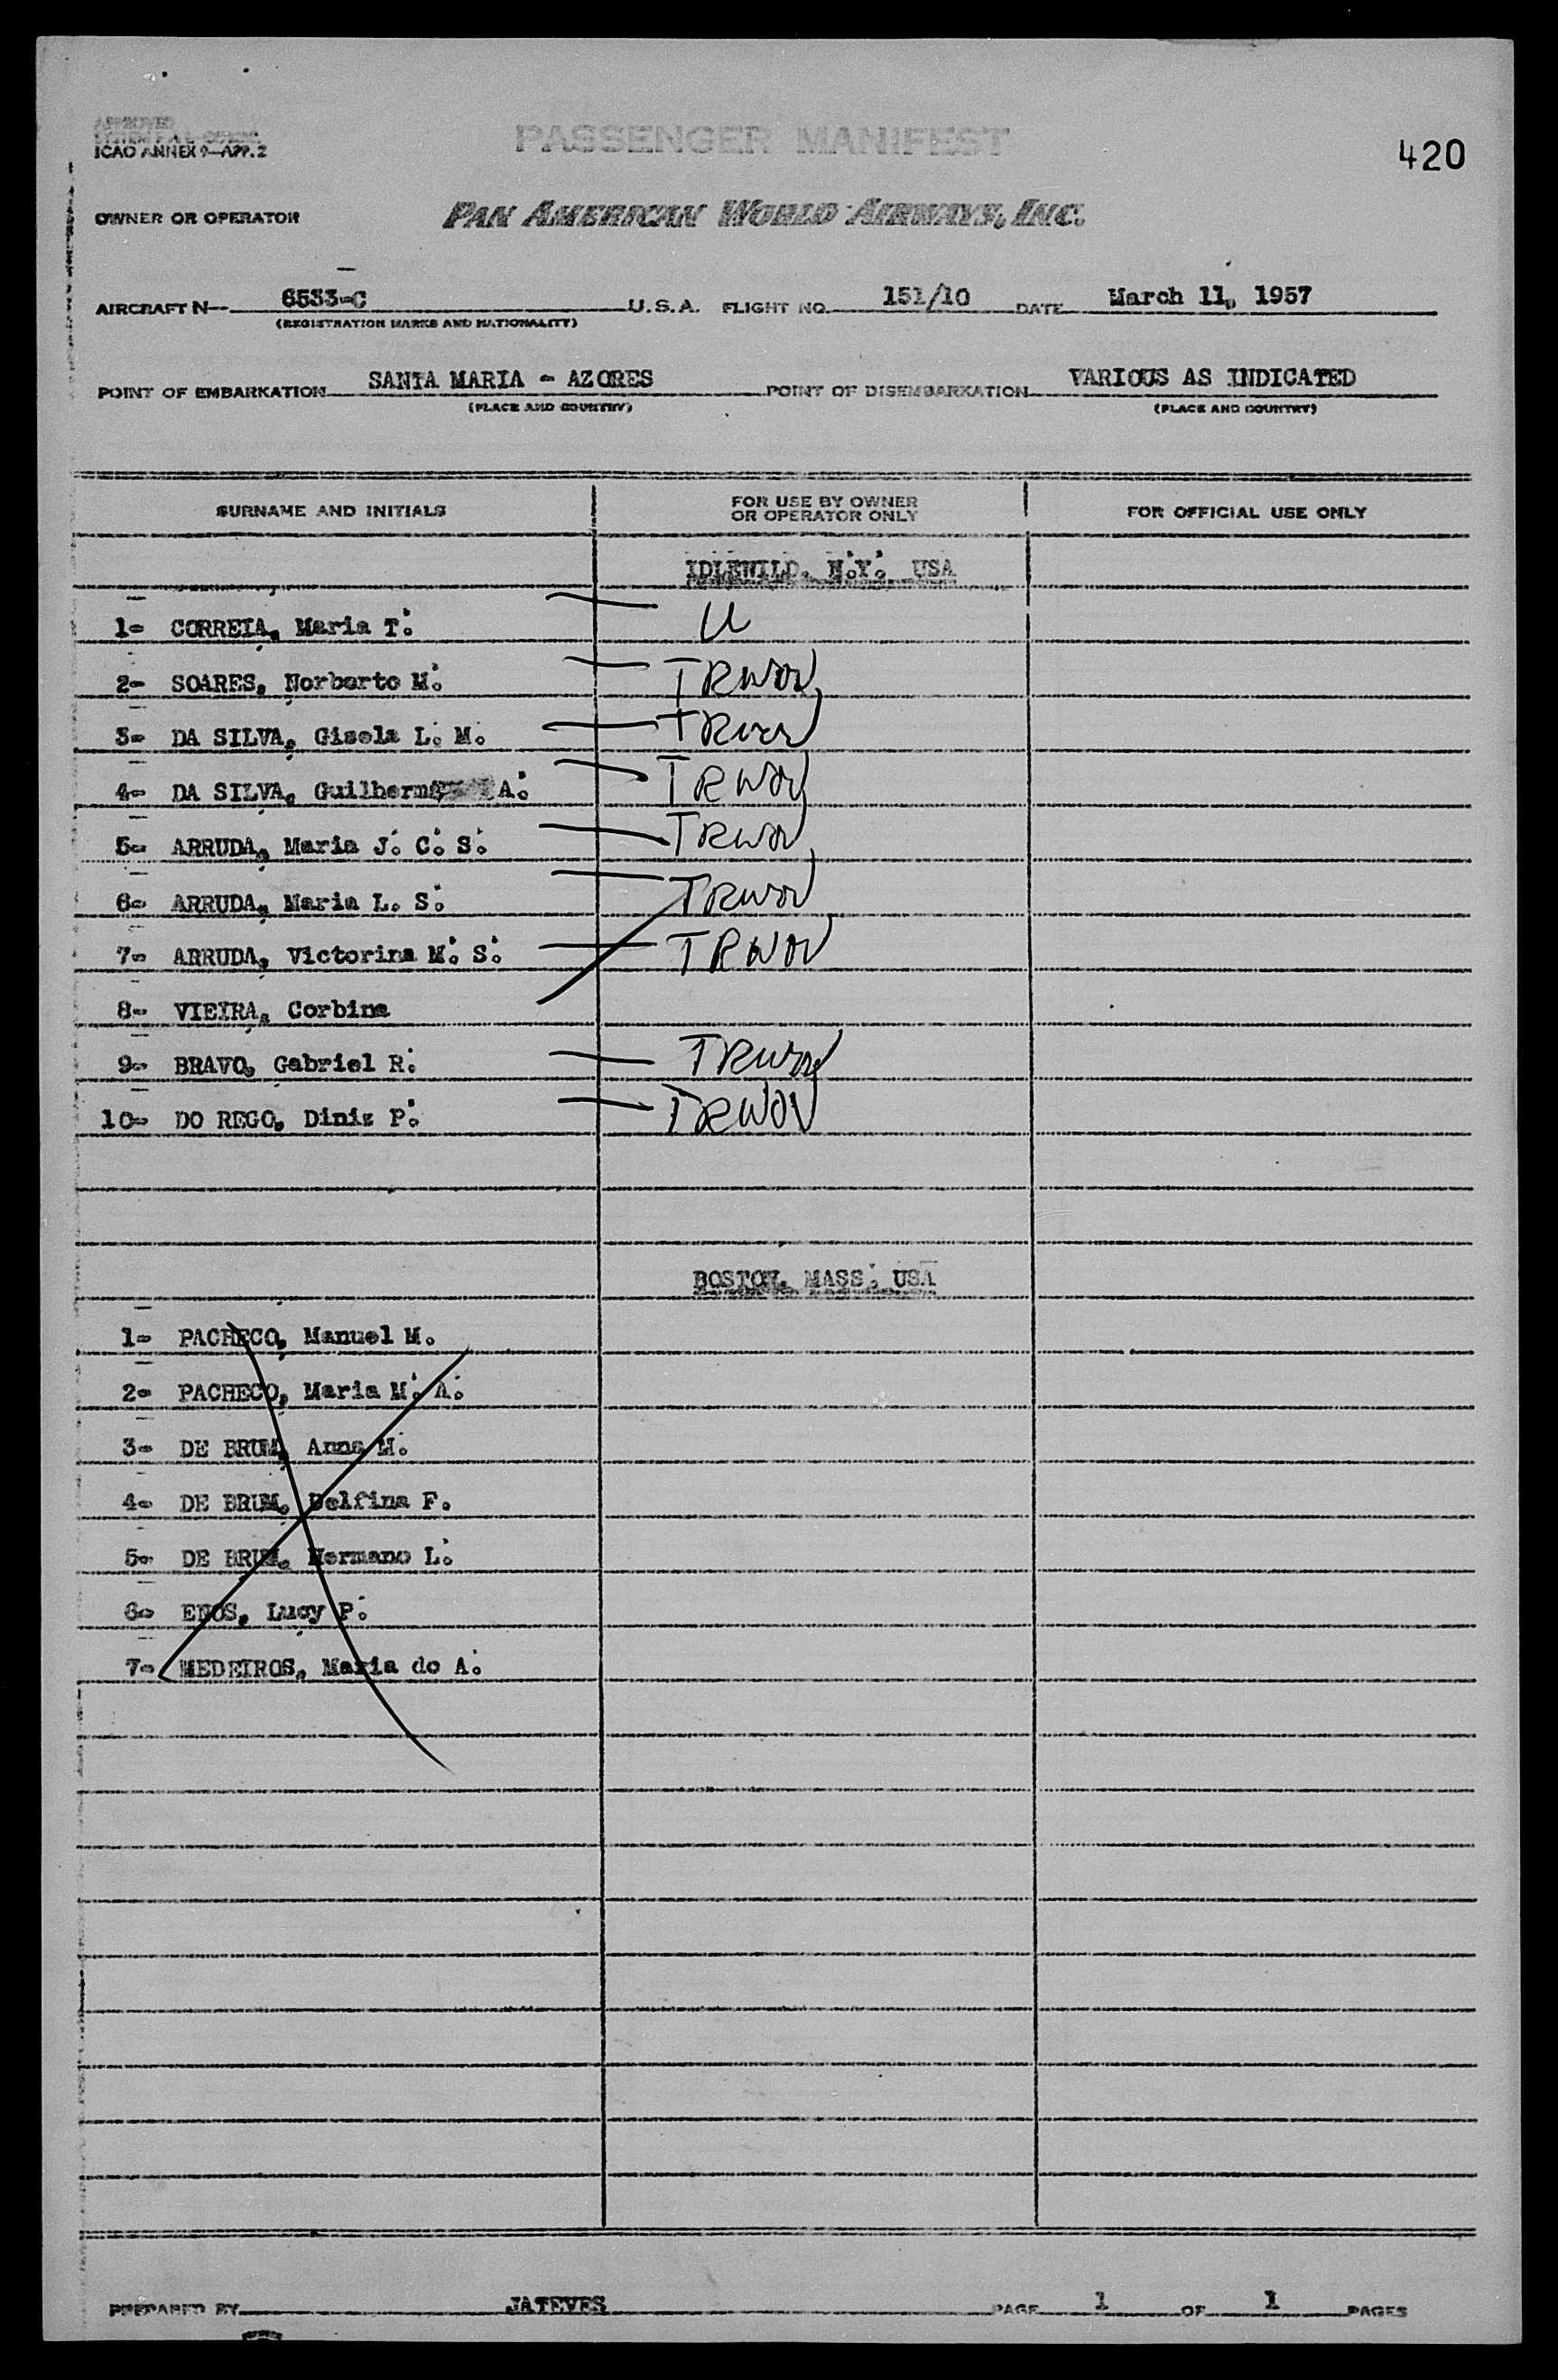 APPROVED
ICAO ANNEX 9—APP. 2
PASSENGER MANIFEST
420
OWNER OR OPERATOR PAN AMERICAN WORLD AIRWAYS, INC.
AIRCRAFT N-- 6533-C U.S.A. FLIGHT NO. 151/10 DATE March 11, 1957
(REGISTRATION MARKS AND NATIONALITY)
POINT OF EMBARKATION SANTA MARIA - AZORES POINT OF DISEMBARKATION VARIOUS AS INDICATED
(PLACE AND COUNTRY) (PLACE AND COUNTRY)
SURNAME AND INITIALS FOR USE BY OWNER OR OPERATOR ONLY FOR OFFICIAL USE ONLY
IDLEWILD, N.Y. USA
1- CORREIA, Maria T. U
2- SOARES, Norberto M. TRWOV
3- DA SILVA, Gisela L. M. TRWOV
4- DA SILVA, Guilherme A. TRWOV
5- ARRUDA, Maria J. C. S. TRWOV
6- ARRUDA, Maria L. S. TRWOV
7- ARRUDA, Victorina M. S. TRWOV
8- VIEIRA, Corbina
9- BRAVO, Gabriel R. TRWOV
10- DO REGO, Diniz P. TRWOV
BOSTON, MASS. USA
1- PACHECO, Manuel M.
2- PACHECO, Maria M. A.
3- DE BRUM, Anna M.
4- DE BRUM, Delfina F.
5- DE BRUM, Hermano L.
6- ENOS, Lucy P.
7- MEDEIROS, Maria do A.
PREPARED BY JATEVES PAGE 1 OF 1 PAGES